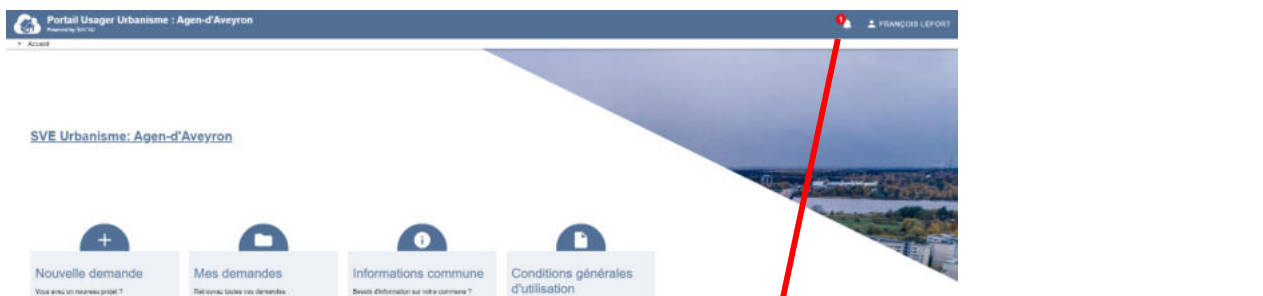 Portail Usager Urbanisme : Agen-d'Aveyron
1
FRANÇOIS LEFORT
Accueil
SVE Urbanisme: Agen-d'Aveyron
Nouvelle demande
Vous avez un nouveau projet ?
Mes demandes
Retrouvez toutes vos demandes
Informations commune
Besoin d'information sur votre commune ?
Conditions générales
d'utilisation